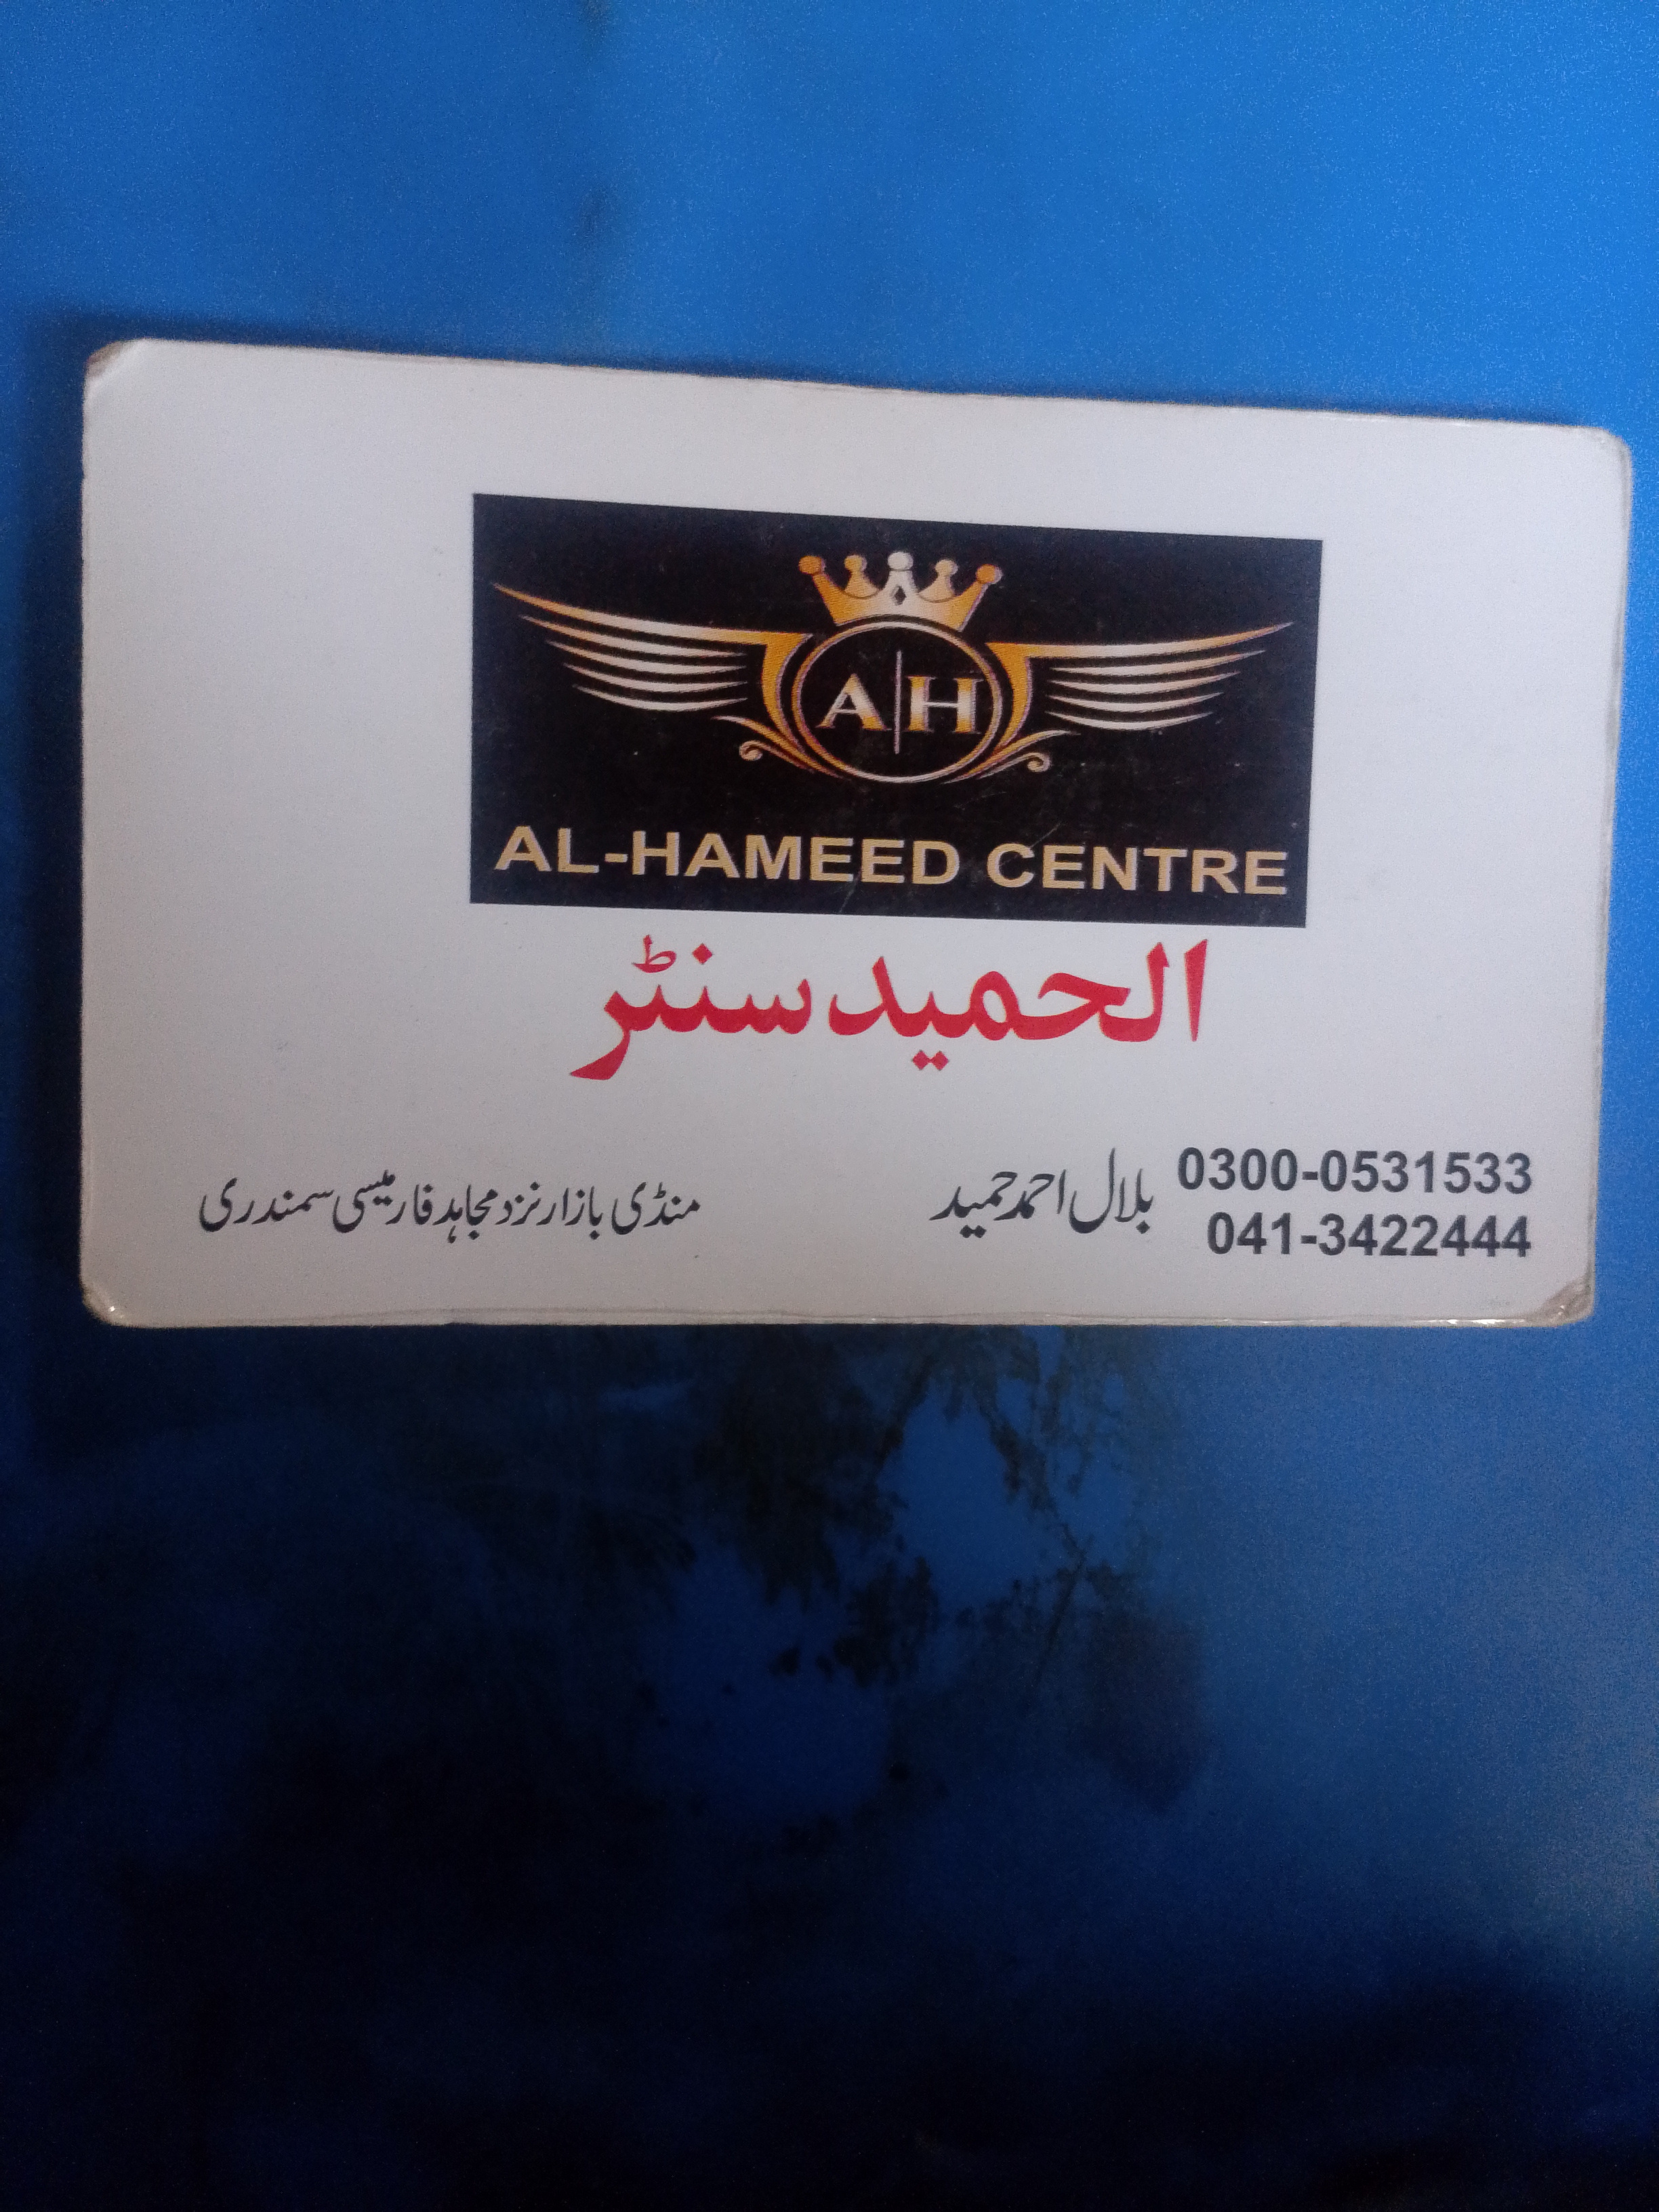 A|H
AL-HAMEED CENTRE
الحمید سنٹر
0300-0531533
بلال احمد حمید
041-3422444
منڈی بازار نزد مجاہد فارمیسی سمندری